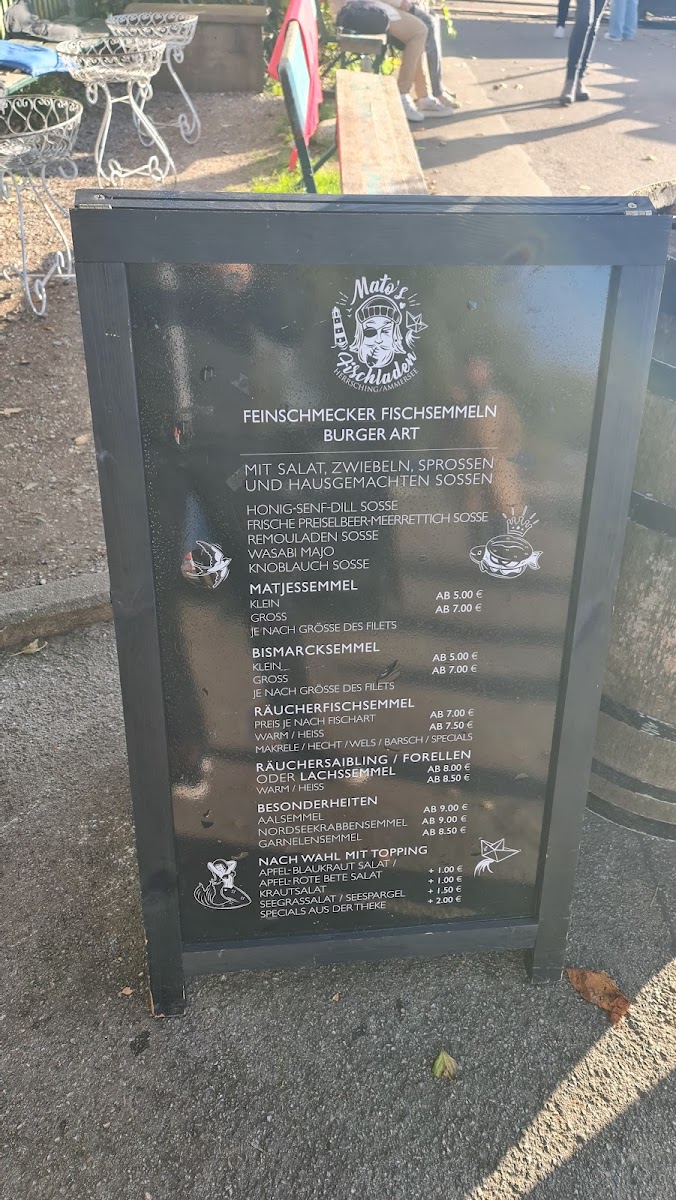 Mato's
Fischladen
HERRSCHING/AMMERSEE
FEINSCHMECKER FISCHSEMMELN
BURGER ART
MIT SALAT, ZWIEBELN, SPROSSEN
UND HAUSGEMACHTEN SOSSEN
HONIG-SENF-DILL SOSSE
FRISCHE PREISELBEER-MEERRETTICH SOSSE
REMOULADEN SOSSE
WASABI MAJO
KNOBLAUCH SOSSE
MATJESSEMMEL
KLEIN AB 5.00 €
GROSS AB 7.00 €
JE NACH GRÖSSE DES FILETS
BISMARCKSEMMEL
KLEIN AB 5.00 €
GROSS AB 7.00 €
JE NACH GRÖSSE DES FILETS
RÄUCHERFISCHSEMMEL
PREIS JE NACH FISCHART AB 7.00 €
WARM / HEISS AB 7.50 €
MAKRELE / HECHT / WELS / BARSCH / SPECIALS
RÄUCHERSAIBLING / FORELLEN
ODER LACHSSEMMEL AB 8.00 €
WARM / HEISS AB 8.50 €
BESONDERHEITEN
AALSEMMEL AB 9.00 €
NORDSEEKRABBENSEMMEL AB 9.00 €
GARNELENSEMMEL AB 8.50 €
NACH WAHL MIT TOPPING
APFEL-BLAUKRAUT SALAT /
APFEL-ROTE BETE SALAT + 1.00 €
KRAUTSALAT + 1.00 €
SEEGRASSALAT / SEESPARGEL + 1.50 €
SPECIALS AUS DER THEKE + 2.00 €